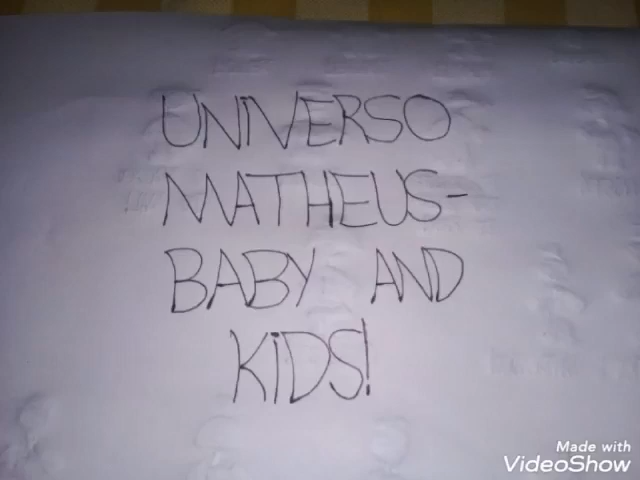 UNIVERSO
MATHEUS-
BABY AND
KIDS!
Made with
VideoShow